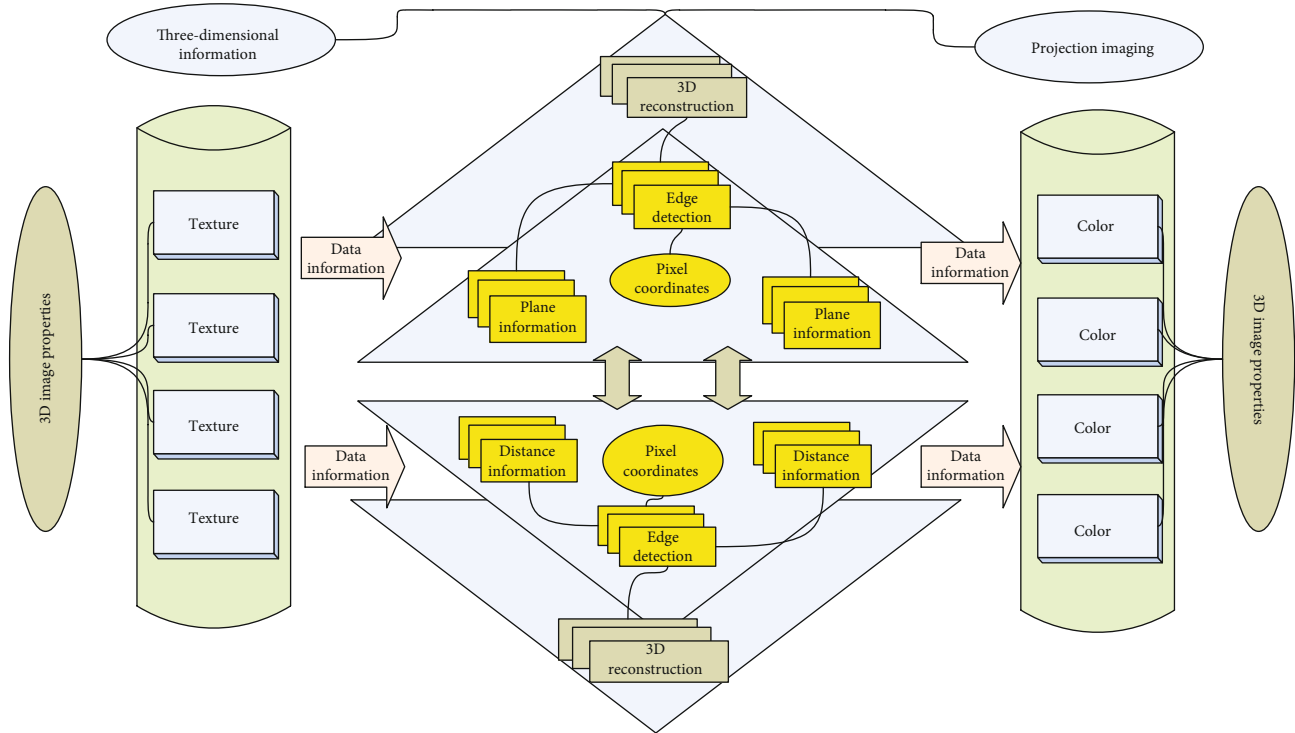 Three-dimensional
information
Projection imaging
3D
reconstruction
Edge
detection
Pixel
coordinates
Plane
information
Plane
information
Data
information
Data
information
3D image properties
Texture
Texture
Texture
Texture
Color
Color
Color
Color
3D image properties
Data
information
Data
information
Distance
information
Pixel
coordinates
Distance
information
Edge
detection
3D
reconstruction